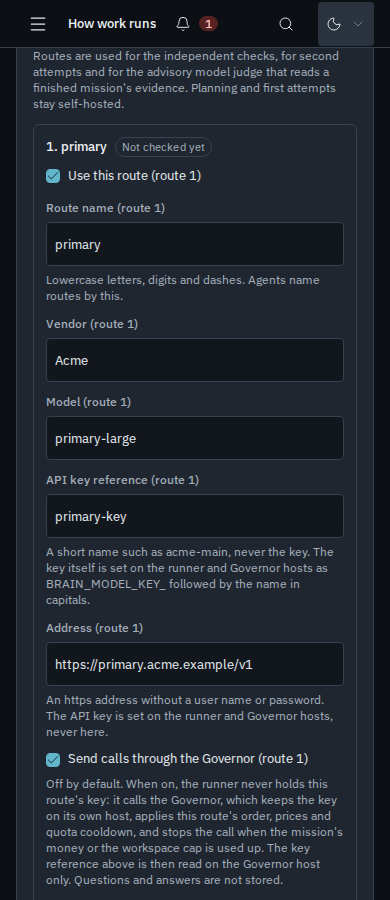 How work runs
1
Routes are used for the independent checks, for second
attempts and for the advisory model judge that reads a
finished mission's evidence. Planning and first attempts
stay self-hosted.
1. primary
Not checked yet
Use this route (route 1)
Route name (route 1)
primary
Lowercase letters, digits and dashes. Agents name
routes by this.
Vendor (route 1)
Acme
Model (route 1)
primary-large
API key reference (route 1)
primary-key
A short name such as acme-main, never the key. The
key itself is set on the runner and Governor hosts as
BRAIN_MODEL_KEY_ followed by the name in
capitals.
Address (route 1)
https://primary.acme.example/v1
An https address without a user name or password.
The API key is set on the runner and Governor hosts,
never here.
Send calls through the Governor (route 1)
Off by default. When on, the runner never holds this
route's key: it calls the Governor, which keeps the key
on its own host, applies this route's order, prices and
quota cooldown, and stops the call when the mission's
money or the workspace cap is used up. The key
reference above is then read on the Governor host
only. Questions and answers are not stored.